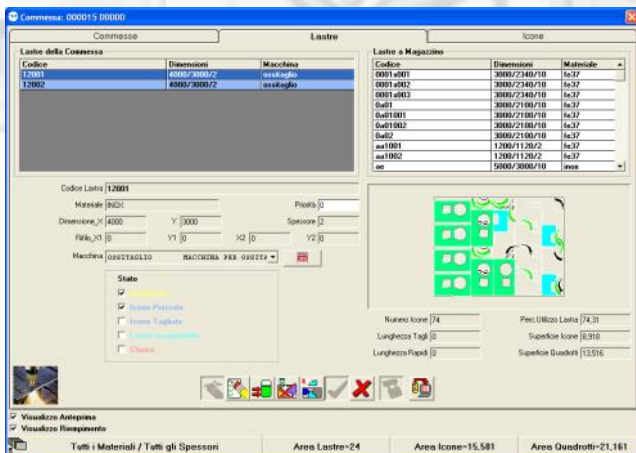 Commessa: 000015 DDDDD
Commesse
Lastre
Icone
Lastre della Commessa
Codice Dimensioni Macchina
12001 4000/3000/2 ossitaglio
12002 4000/3000/2 ossitaglio
Lastre a Magazzino
Codice Dimensioni Materiale
0001x001 3000/2340/10 fe37
0001x002 3000/2340/10 fe37
0001x003 3000/2340/10 fe37
0a01 3000/2100/10 fe37
0a01001 3000/2100/10 fe37
0a01002 3000/2100/10 fe37
0a02 3000/2100/10 fe37
aa1001 1200/1120/2 fe37
aa1002 1200/1120/2 fe37
ae 5000/3000/10 inox
Codice Lastra 12001
Materiale INOX Priorità 0
Dimensione_X 4000 Y 3000 Spessore 2
Rifilo_X1 0 Y1 0 X2 0 Y2 0
Macchina OSSITAGLIO MACCHINA PER OSSITA
Stato
Icone Piazzate
Icone Tagliate
Chiusa
Numero Icone 74 Perc.Utilizzo Lastra 74,31
Lunghezza Tagli 0 Superficie Icone 8,918
Lunghezza Rapidi 0 Superficie Quadrotti 13,516
Visualizzo Anteprima
Visualizzo Riempimento
Tutti i Materiali / Tutti gli Spessori Area Lastre=24 Area Icone=15,581 Area Quadrotti=21,161